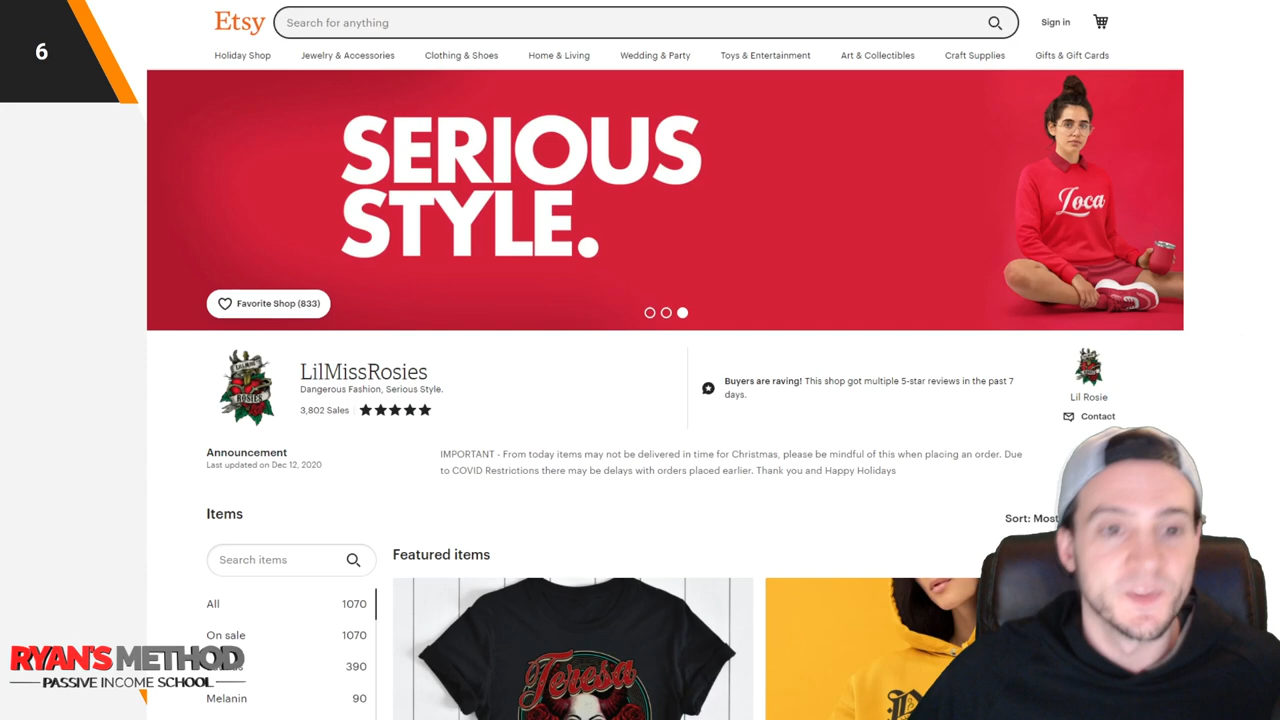 6
Etsy
Search for anything
Sign in
Holiday Shop
Jewelry & Accessories
Clothing & Shoes
Home & Living
Wedding & Party
Toys & Entertainment
Art & Collectibles
Craft Supplies
Gifts & Gift Cards
SERIOUS
STYLE.
Loca
Favorite Shop (833)
LilMissRosies
Dangerous Fashion, Serious Style.
3,802 Sales
Buyers are raving! This shop got multiple 5-star reviews in the past 7
days.
Lil Rosie
Contact
Announcement
Last updated on Dec 12, 2020
IMPORTANT - From today items may not be delivered in time for Christmas, please be mindful of this when placing an order. Due
to COVID Restrictions there may be delays with orders placed earlier. Thank you and Happy Holidays
Items
Sort: Most
Search items
Featured items
All 1070
On sale 1070
390
Melanin 90
Teresa
RYAN'S METHOD
PASSIVE INCOME SCHOOL